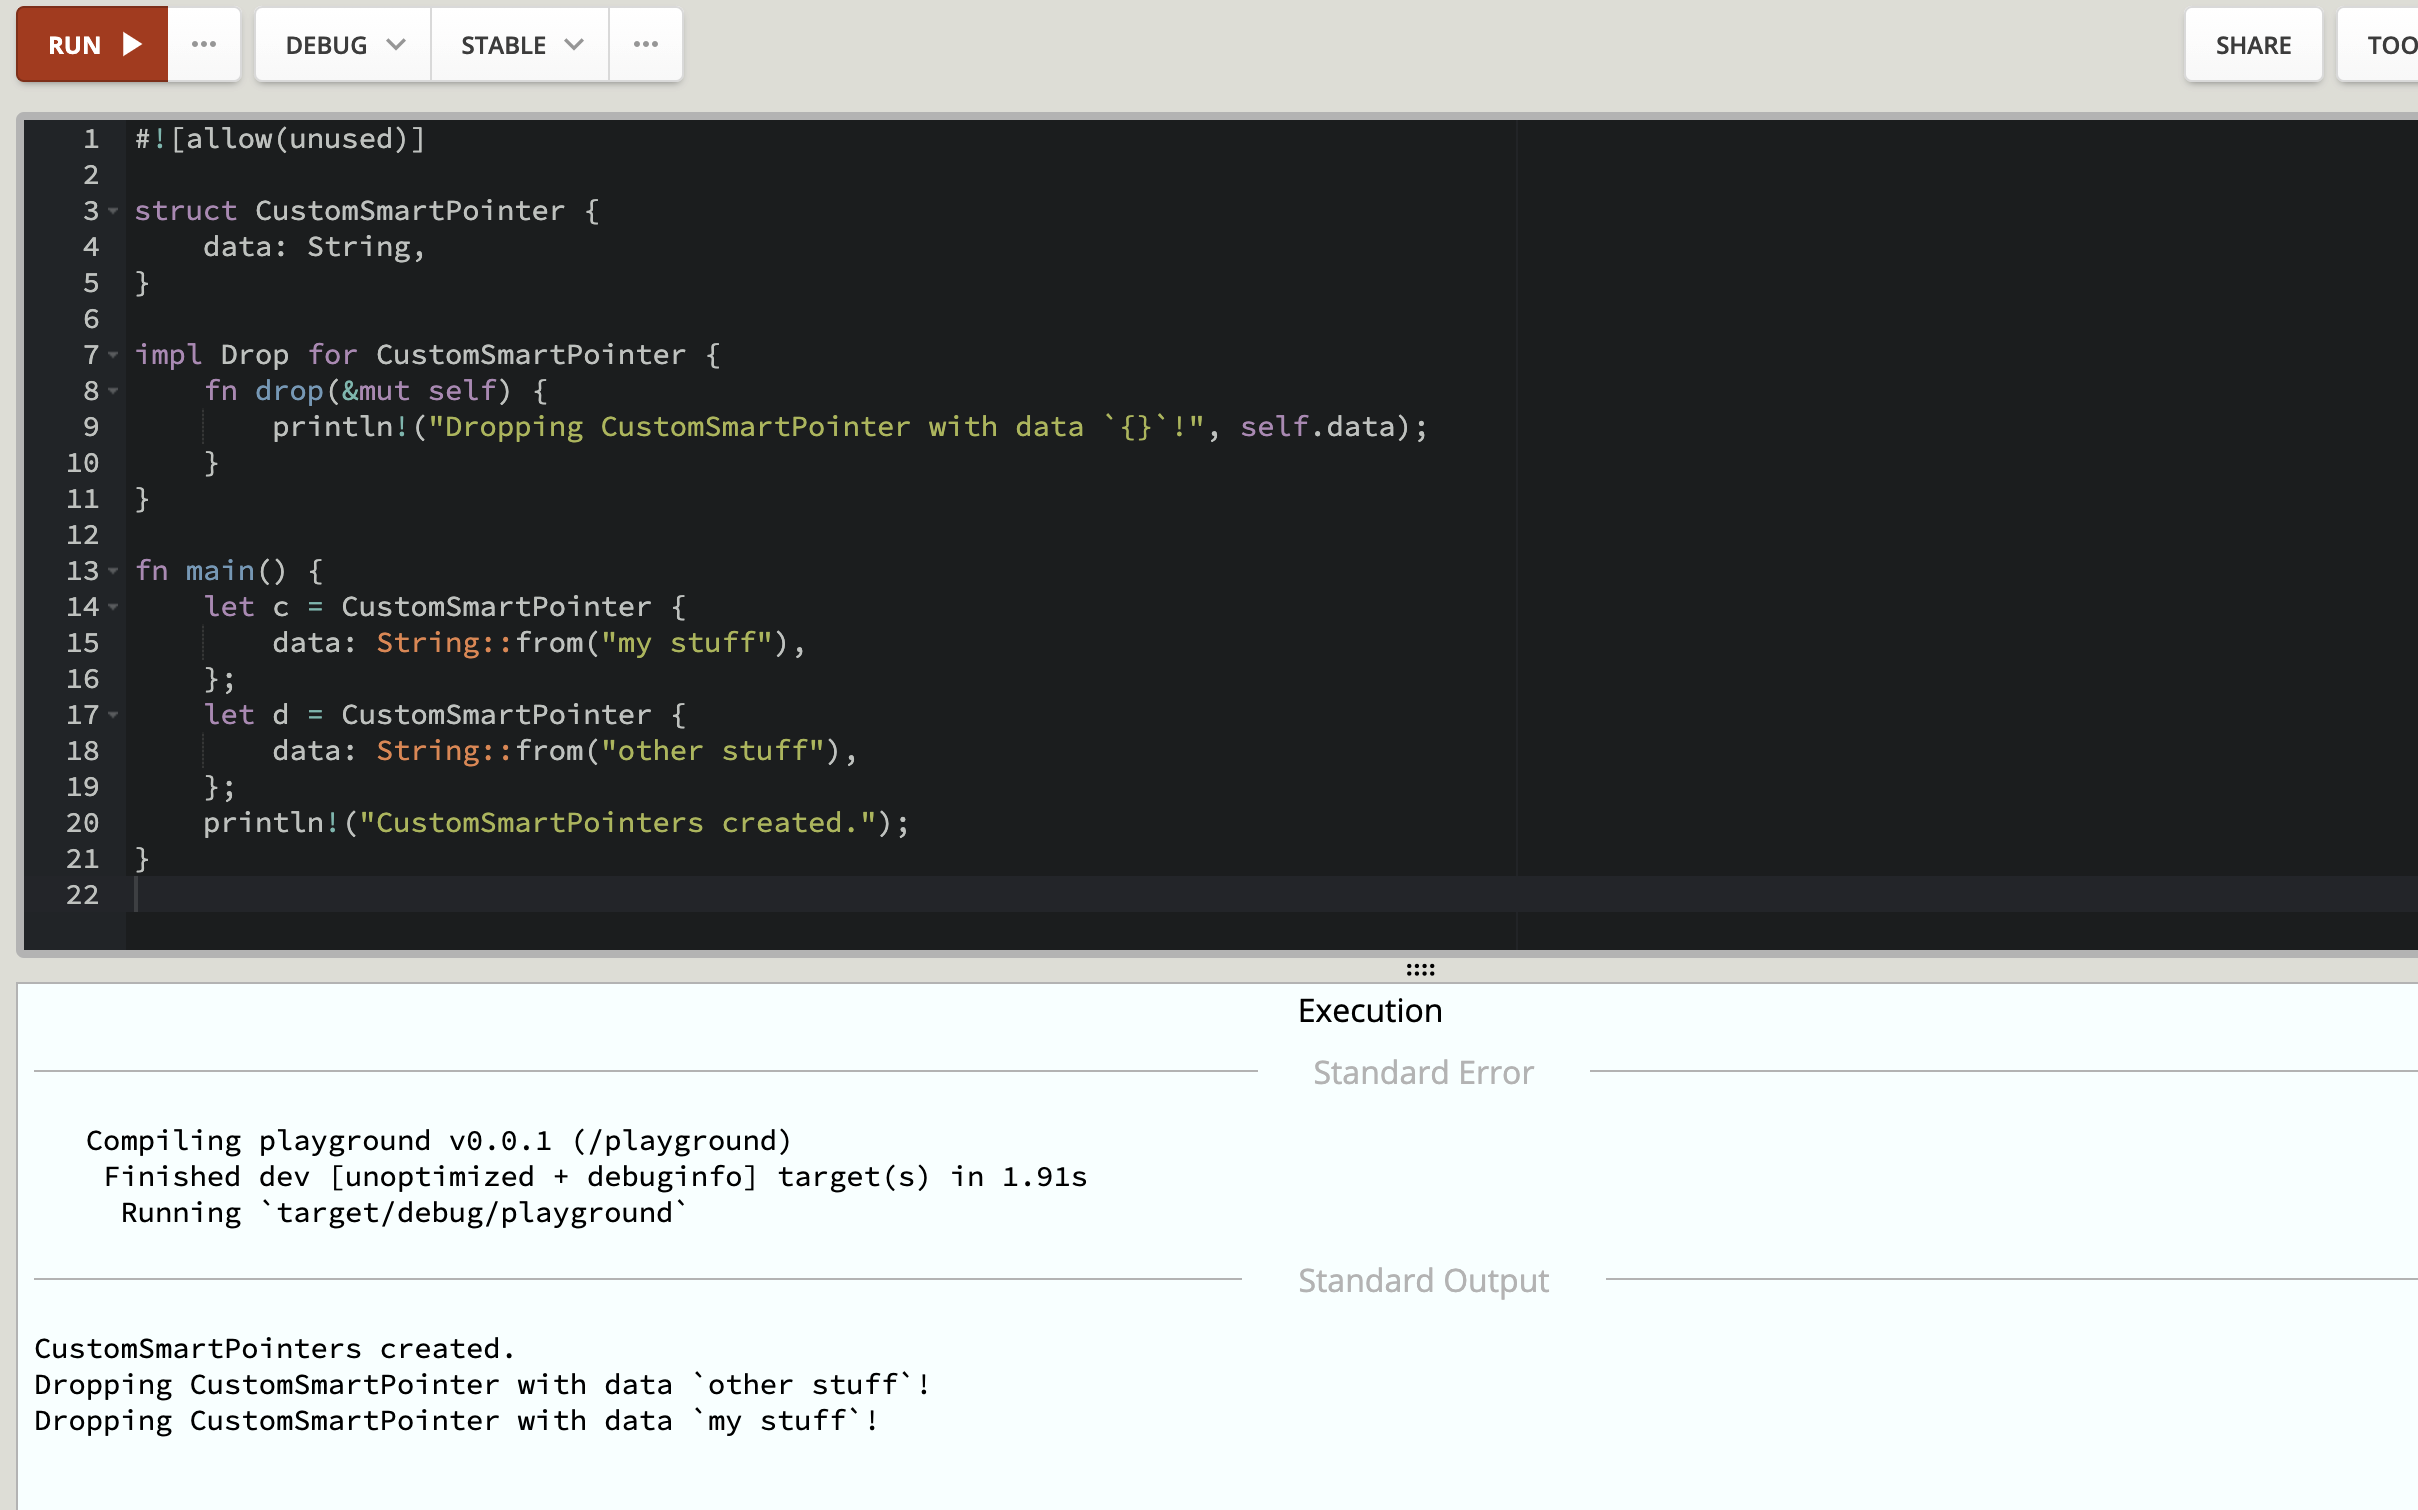 RUN ▶ ••• DEBUG STABLE ••• SHARE TOO
1 #![allow(unused)]
2
3 struct CustomSmartPointer {
4     data: String,
5 }
6
7 impl Drop for CustomSmartPointer {
8     fn drop(&mut self) {
9         println!("Dropping CustomSmartPointer with data `{}`!", self.data);
10     }
11 }
12
13 fn main() {
14     let c = CustomSmartPointer {
15         data: String::from("my stuff"),
16     };
17     let d = CustomSmartPointer {
18         data: String::from("other stuff"),
19     };
20     println!("CustomSmartPointers created.");
21 }
22
Execution
Standard Error
   Compiling playground v0.0.1 (/playground)
    Finished dev [unoptimized + debuginfo] target(s) in 1.91s
     Running `target/debug/playground`
Standard Output
CustomSmartPointers created.
Dropping CustomSmartPointer with data `other stuff`!
Dropping CustomSmartPointer with data `my stuff`!